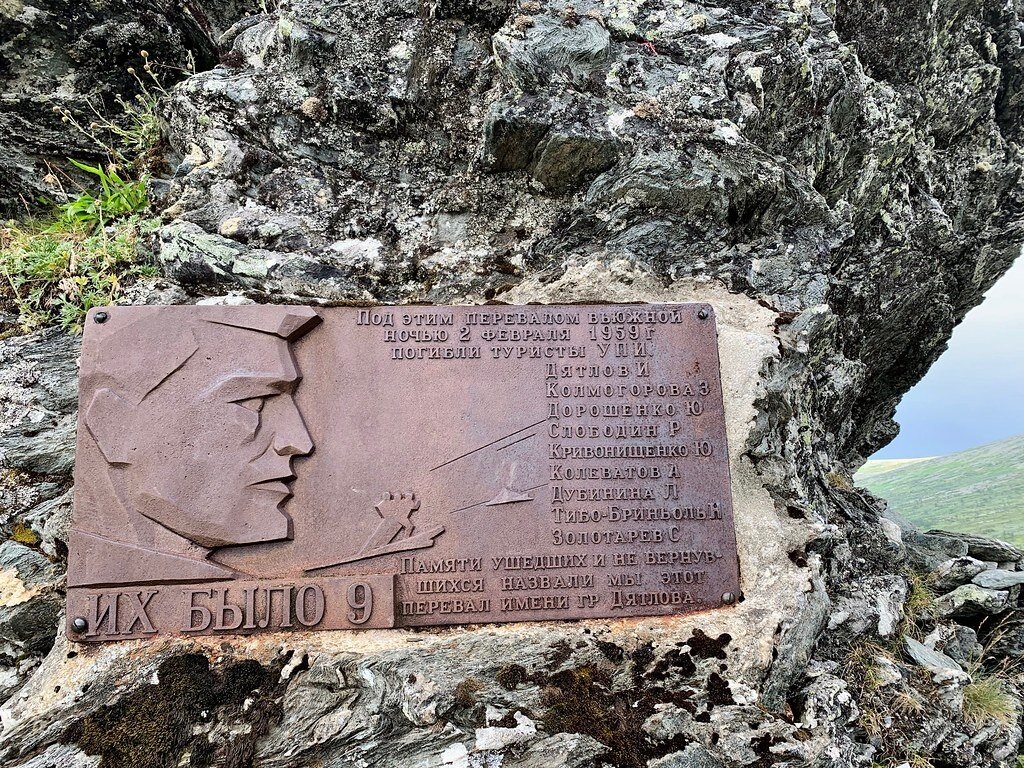 Под этим перевалом вьюжной
ночью 2 февраля 1959 г
погибли туристы УПИ.
Дятлов И
Колмогорова З
Дорошенко Ю
Слободин Р
Кривонищенко Ю
Колеватов А
Дубинина Л
Тибо-Бриньоль Н
Золотарев С
Памяти ушедших и не вернув-
шихся назвали мы этот
перевал имени гр Дятлова.
ИХ БЫЛО 9